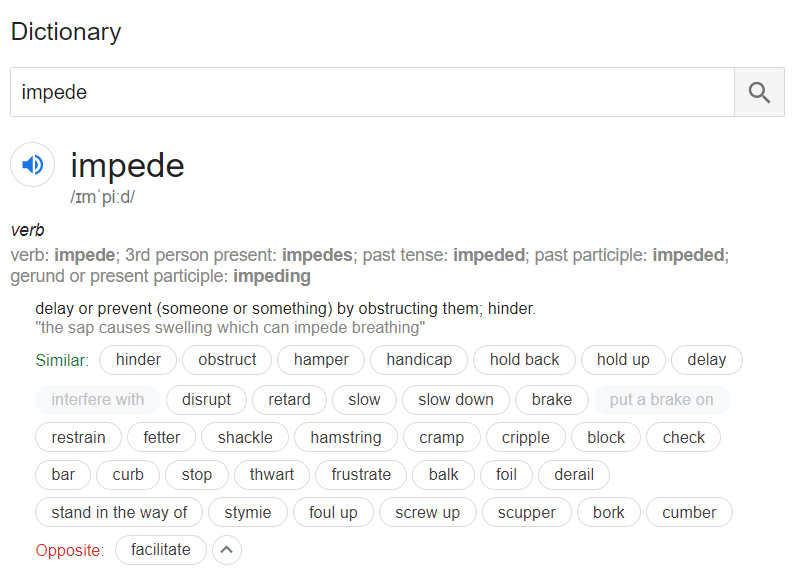 Dictionary
impede
impede
/ɪmˈpiːd/
verb
verb: impede; 3rd person present: impedes; past tense: impeded; past participle: impeded;
gerund or present participle: impeding
delay or prevent (someone or something) by obstructing them; hinder.
"the sap causes swelling which can impede breathing"
Similar: hinder obstruct hamper handicap hold back hold up delay
interfere with disrupt retard slow slow down brake put a brake on
restrain fetter shackle hamstring cramp cripple block check
bar curb stop thwart frustrate balk foil derail
stand in the way of stymie foul up screw up scupper bork cumber
Opposite: facilitate